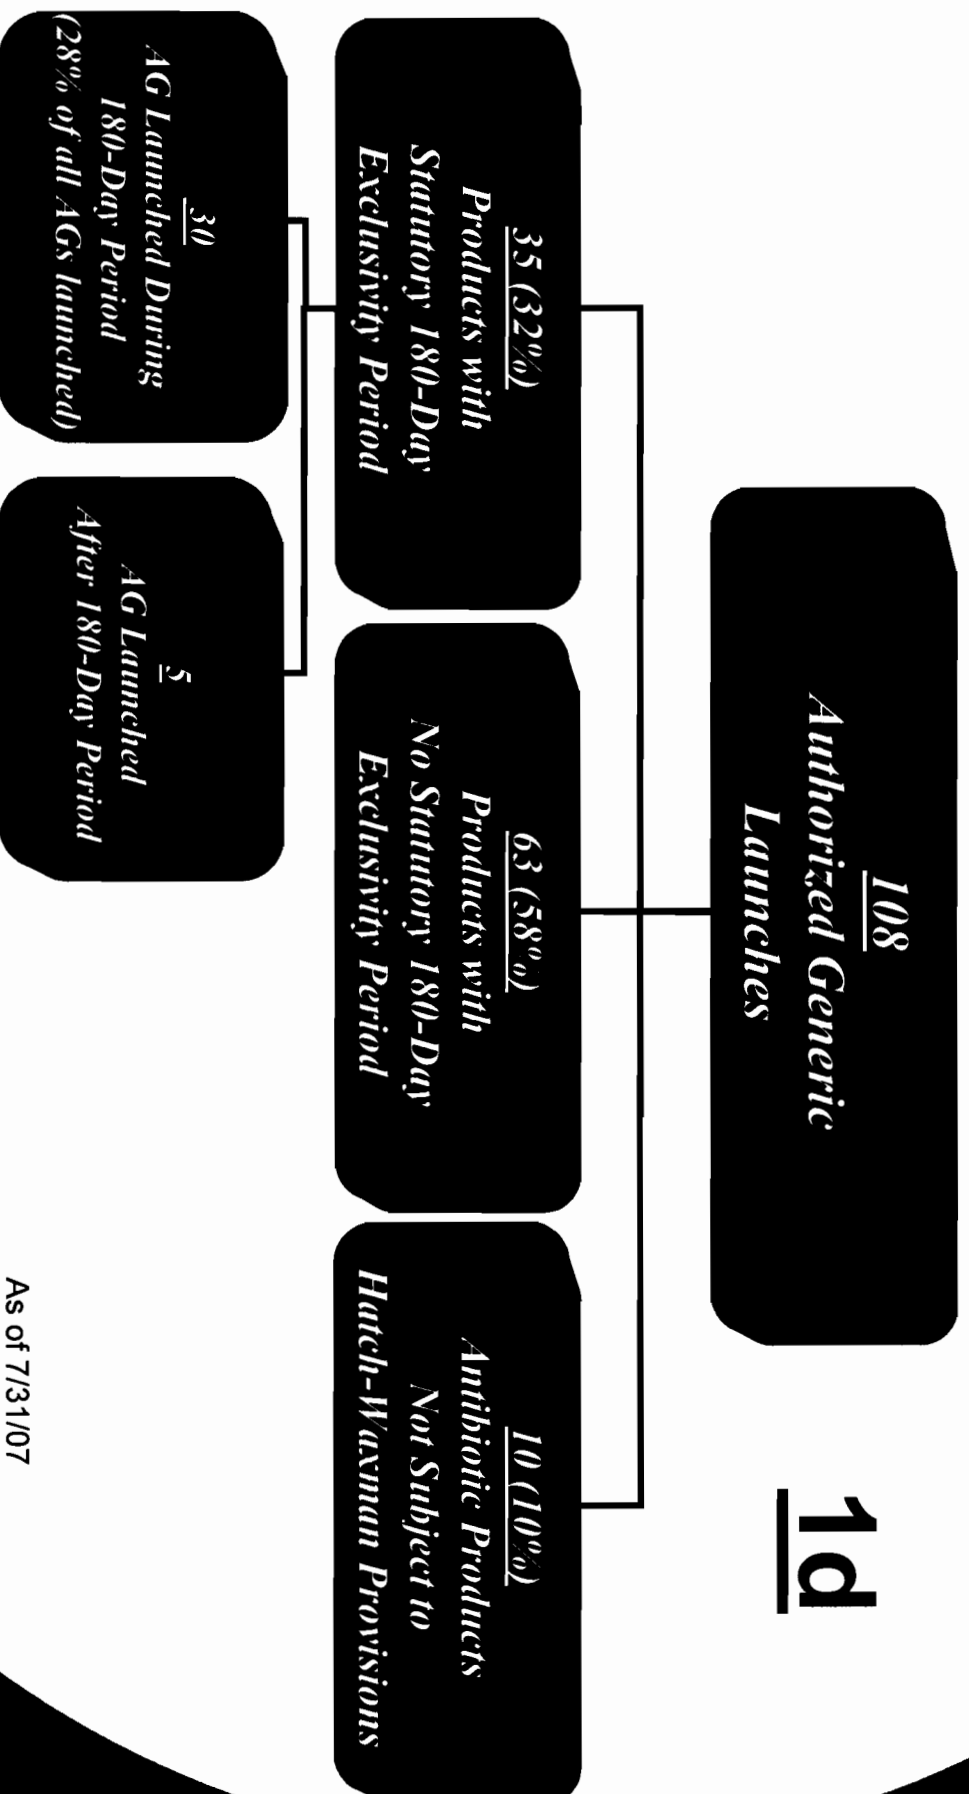 1d
108
Authorized Generic
Launches
35 (32%)
Products with
Statutory 180-Day
Exclusivity Period
63 (58%)
Products with
No Statutory 180-Day
Exclusivity Period
10 (10%)
Antibiotic Products
Not Subject to
Hatch-Waxman Provisions
30
AG Launched During
180-Day Period
(28% of all AGs launched)
5
AG Launched
After 180-Day Period
As of 7/31/07